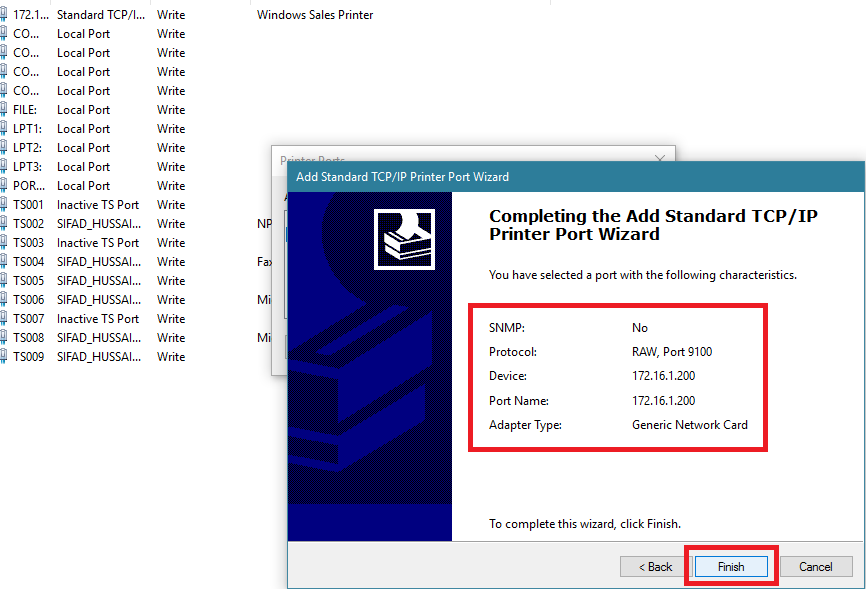 172.1... Standard TCP/I... Write Windows Sales Printer
CO... Local Port Write
CO... Local Port Write
CO... Local Port Write
CO... Local Port Write
FILE: Local Port Write
LPT1: Local Port Write
LPT2: Local Port Write
LPT3: Local Port Write
POR... Local Port Write
TS001 Inactive TS Port Write
TS002 SIFAD_HUSSAI... Write NP
TS003 Inactive TS Port Write
TS004 SIFAD_HUSSAI... Write Fax
TS005 SIFAD_HUSSAI... Write
TS006 SIFAD_HUSSAI... Write Mi
TS007 Inactive TS Port Write
TS008 SIFAD_HUSSAI... Write Mi
TS009 SIFAD_HUSSAI... Write
Printer Ports
Add Standard TCP/IP Printer Port Wizard
Completing the Add Standard TCP/IP
Printer Port Wizard
You have selected a port with the following characteristics.
SNMP: No
Protocol: RAW, Port 9100
Device: 172.16.1.200
Port Name: 172.16.1.200
Adapter Type: Generic Network Card
To complete this wizard, click Finish.
< Back Finish Cancel